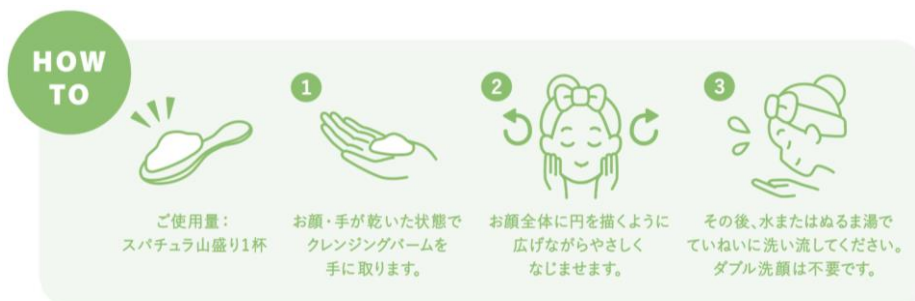 HOW
TO
ご使用量：
スパチュラ山盛り1杯
1
お顔・手が乾いた状態で
クレンジングバームを
手に取ります。
2
お顔全体に円を描くように
広げながらやさしく
なじませます。
3
その後、水またはぬるま湯で
ていねいに洗い流してください。
ダブル洗顔は不要です。